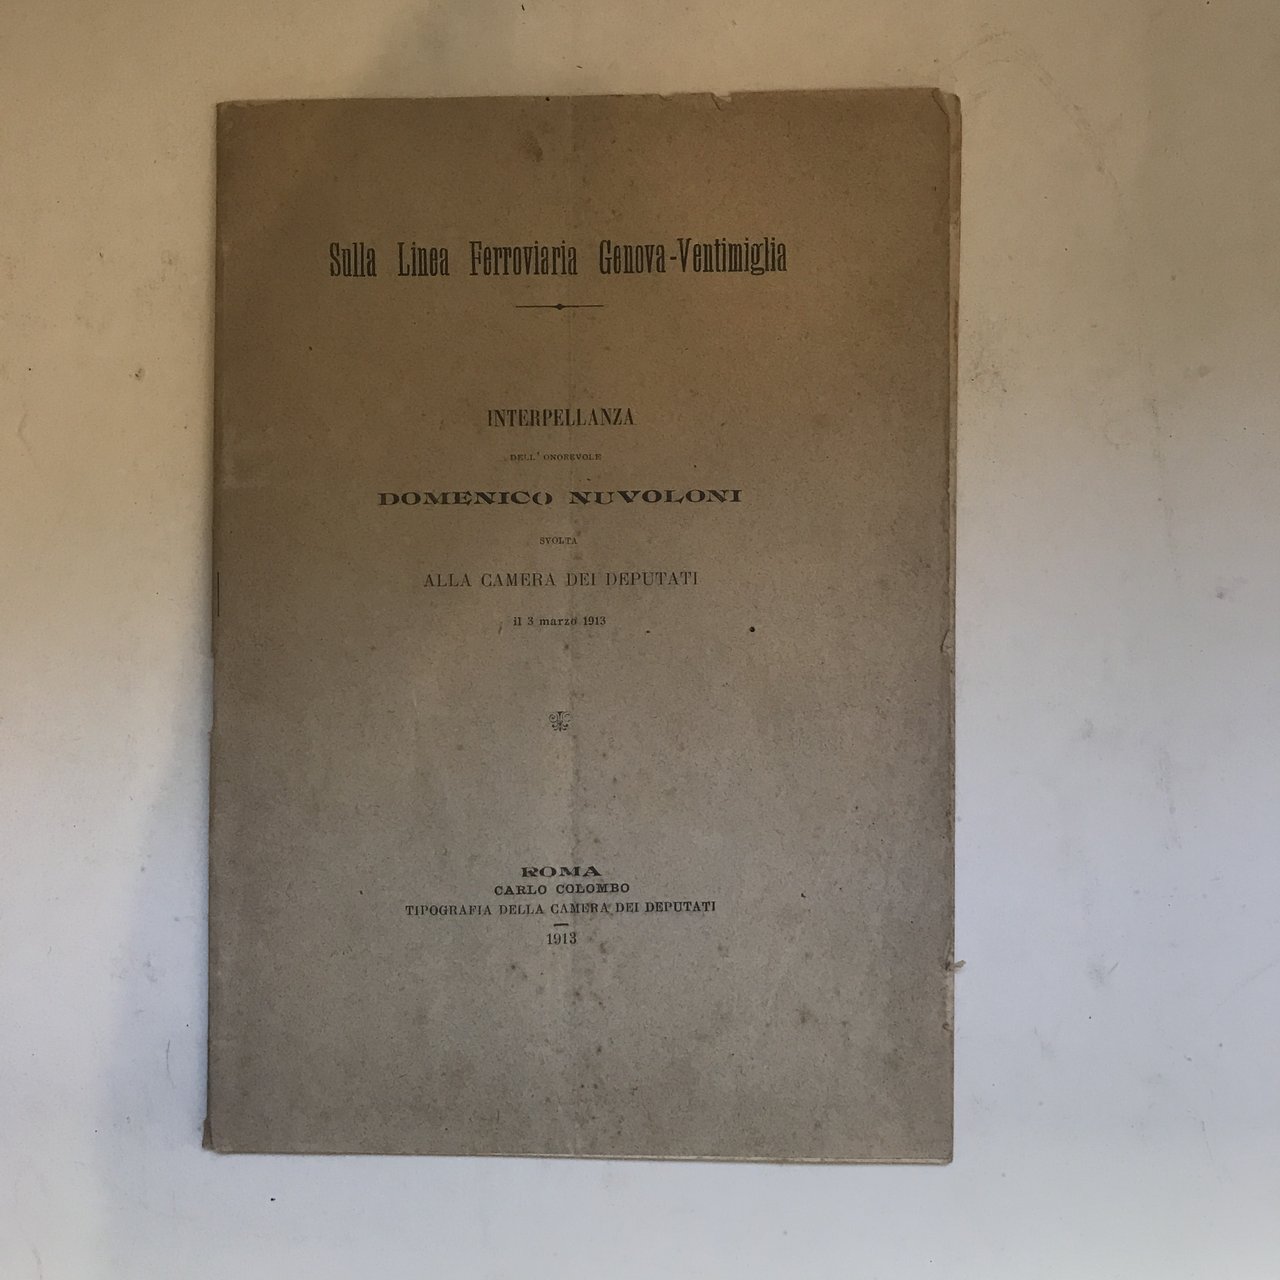 Sulla Linea Ferroviaria Genova-Ventimiglia
INTERPELLANZA
DELL' ONOREVOLE
DOMENICO NUVOLONI
SVOLTA
ALLA CAMERA DEI DEPUTATI
il 3 marzo 1913
ROMA
CARLO COLOMBO
TIPOGRAFIA DELLA CAMERA DEI DEPUTATI
1913